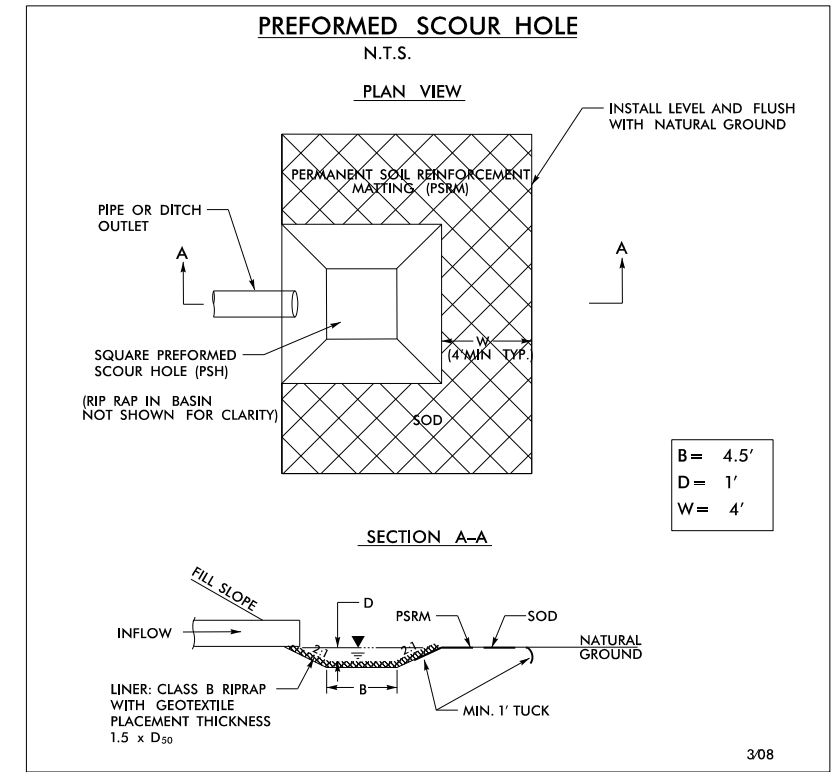 PREFORMED SCOUR HOLE
N.T.S.
PLAN VIEW
INSTALL LEVEL AND FLUSH
WITH NATURAL GROUND
PERMANENT SOIL REINFORCEMENT
MATTING (PSRM)
PIPE OR DITCH
OUTLET
A
A
W
(4'MIN TYP.)
SQUARE PREFORMED
SCOUR HOLE (PSH)
(RIP RAP IN BASIN
NOT SHOWN FOR CLARITY)
SOD
B= 4.5'
D= 1'
W= 4'
SECTION A–A
FILL SLOPE
D
PSRM
SOD
INFLOW
2:1
2:1
NATURAL
GROUND
B
LINER: CLASS B RIPRAP
WITH GEOTEXTILE
PLACEMENT THICKNESS
1.5 x D50
MIN. 1' TUCK
3/08